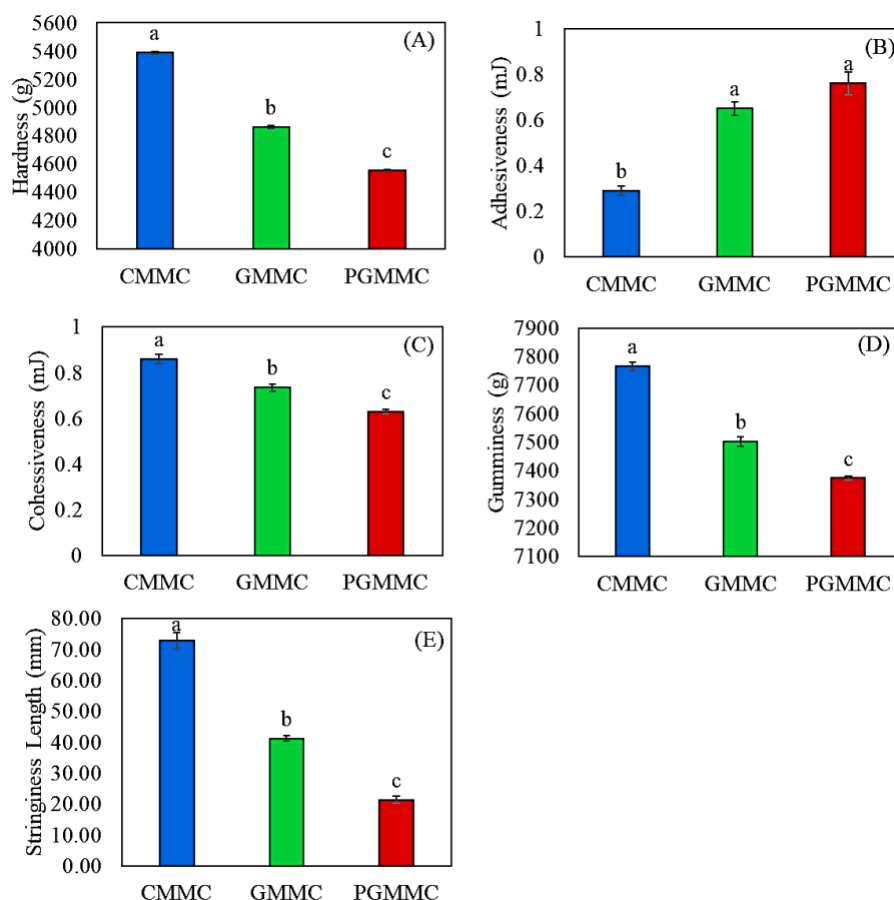 (A)
Hardness (g)
5600
5400
5200
5000
4800
4600
4400
4200
4000
a
b
c
CMMC GMMC PGMMC
(B)
Adhesiveness (mJ)
1
0.8
0.6
0.4
0.2
0
b
a
a
CMMC GMMC PGMMC
(C)
Cohessiveness (mJ)
1
0.8
0.6
0.4
0.2
0
a
b
c
CMMC GMMC PGMMC
(D)
Gumminess (g)
7900
7800
7700
7600
7500
7400
7300
7200
7100
a
b
c
CMMC GMMC PGMMC
(E)
Stringiness Length (mm)
80.00
70.00
60.00
50.00
40.00
30.00
20.00
10.00
0.00
a
b
c
CMMC GMMC PGMMC